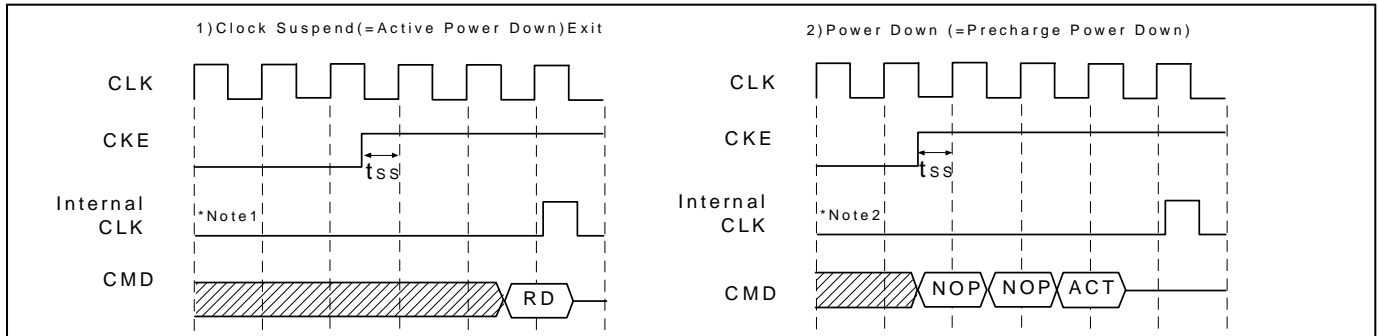 1)Clock Suspend(=Active Power Down)Exit
CLK
CKE
tss
Internal
CLK
*Note1
CMD
RD
2)Power Down (=Precharge Power Down)
CLK
CKE
tss
Internal
CLK
*Note2
CMD
NOP
NOP
ACT